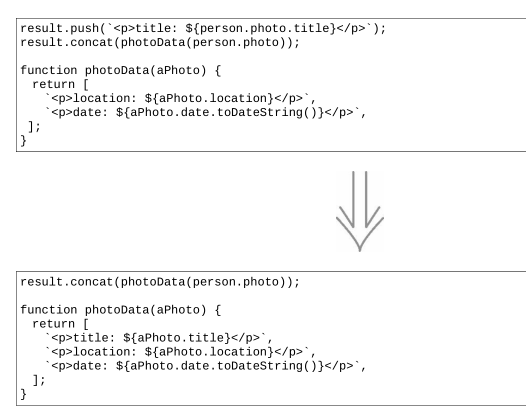 result.push(`<p>title: ${person.photo.title}</p>`);
result.concat(photoData(person.photo));

function photoData(aPhoto) {
  return [
    `<p>location: ${aPhoto.location}</p>`,
    `<p>date: ${aPhoto.date.toDateString()}</p>`,
  ];
}

result.concat(photoData(person.photo));

function photoData(aPhoto) {
  return [
    `<p>title: ${aPhoto.title}</p>`,
    `<p>location: ${aPhoto.location}</p>`,
    `<p>date: ${aPhoto.date.toDateString()}</p>`,
  ];
}